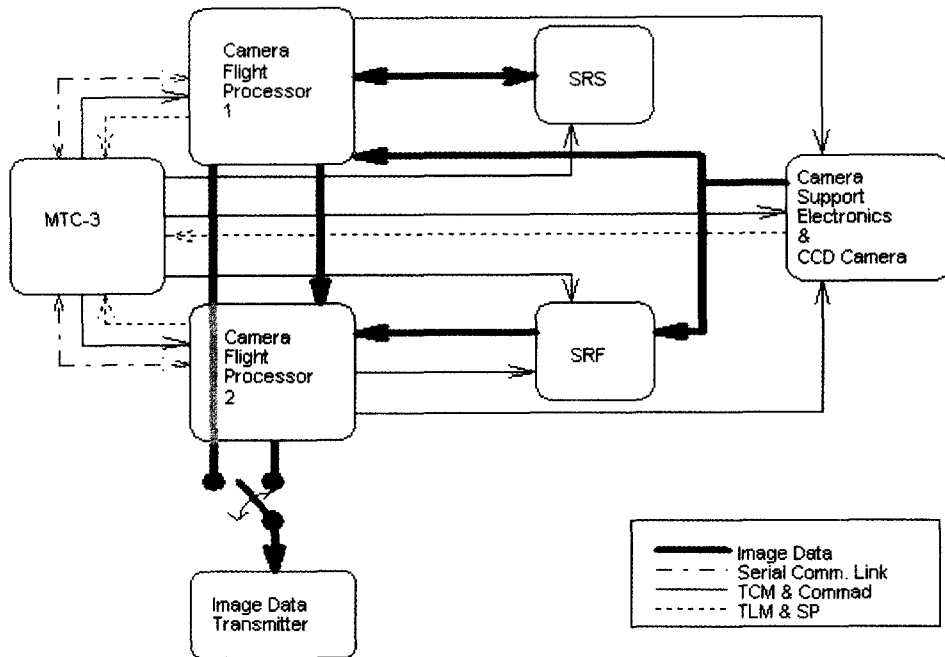 Camera
Flight
Processor
1
SRS
MTC-3
Camera
Support
Electronics
&
CCD Camera
Camera
Flight
Processor
2
SRF
Image Data
Transmitter
Image Data
Serial Comm. Link
TCM & Commad
TLM & SP